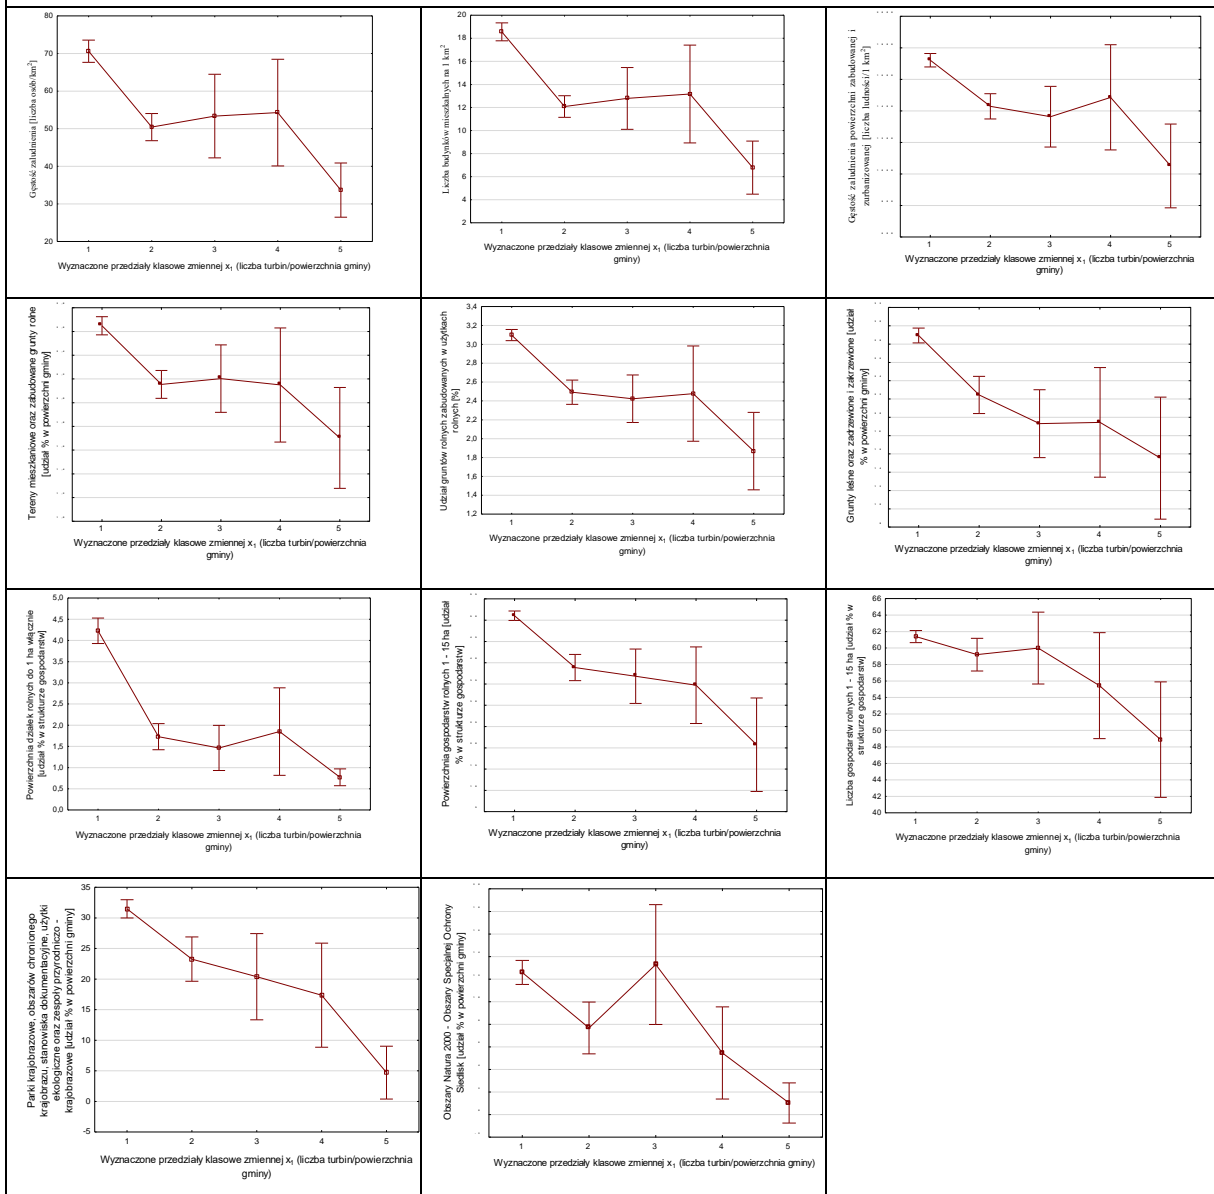 Gęstość zaludnienia [liczba osób/km²]
80
70
60
50
40
30
20
1 2 3 4 5
Wyznaczone przedziały klasowe zmiennej x₁ (liczba turbin/powierzchnia gminy)
Liczba budynków mieszkalnych na 1 km²
20
18
16
14
12
10
8
6
4
2
1 2 3 4 5
Wyznaczone przedziały klasowe zmiennej x₁ (liczba turbin/powierzchnia
gminy)
Gęstość zaludnienia powierzchni zabudowanej i
zurbanizowanej [liczba ludności/1 km²]
1 2 3 4 5
Wyznaczone przedziały klasowe zmiennej x₁ (liczba turbin/powierzchnia
gminy)
Tereny mieszkaniowe oraz zabudowane grunty rolne
[udział % w powierzchni gminy]
1 2 3 4 5
Wyznaczone przedziały klasowe zmiennej x₁ (liczba turbin/powierzchnia
gminy)
Udział gruntów rolnych zabudowanych w użytkach
rolnych [%]
3,4
3,2
3,0
2,8
2,6
2,4
2,2
2,0
1,8
1,6
1,4
1,2
1 2 3 4 5
Wyznaczone przedziały klasowe zmiennej x₁ (liczba turbin/powierzchnia
gminy)
Grunty leśne oraz zadrzewione i zakrzewione [udział
% w powierzchni gminy]
1 2 3 4 5
Wyznaczone przedziały klasowe zmiennej x₁ (liczba turbin/powierzchnia
gminy)
Powierzchnia działek rolnych do 1 ha włącznie
[udział % w strukturze gospodarstw]
5,0
4,5
4,0
3,5
3,0
2,5
2,0
1,5
1,0
0,5
0,0
1 2 3 4 5
Wyznaczone przedziały klasowe zmiennej x₁ (liczba turbin/powierzchnia
gminy)
Powierzchnia gospodarstw rolnych 1 - 15 ha [udział
% w strukturze gospodarstw]
1 2 3 4 5
Wyznaczone przedziały klasowe zmiennej x₁ (liczba turbin/powierzchnia
gminy)
Liczba gospodarstw rolnych 1 - 15 ha [udział % w
strukturze gospodarstw]
66
64
62
60
58
56
54
52
50
48
46
44
42
40
1 2 3 4 5
Wyznaczone przedziały klasowe zmiennej x₁ (liczba turbin/powierzchnia
gminy)
Parki krajobrazowe, obszarów chronionego
krajobrazu, stanowiska dokumentacyjne, użytki
ekologiczne oraz zespoły przyrodniczo -
krajobrazowe [udział % w powierzchni gminy]
35
30
25
20
15
10
5
0
-5
1 2 3 4 5
Wyznaczone przedziały klasowe zmiennej x₁ (liczba turbin/powierzchnia
gminy)
Obszary Natura 2000 - Obszary Specjalnej Ochrony
Siedlisk [udział % w powierzchni gminy]
1 2 3 4 5
Wyznaczone przedziały klasowe zmiennej x₁ (liczba turbin/powierzchnia gminy)